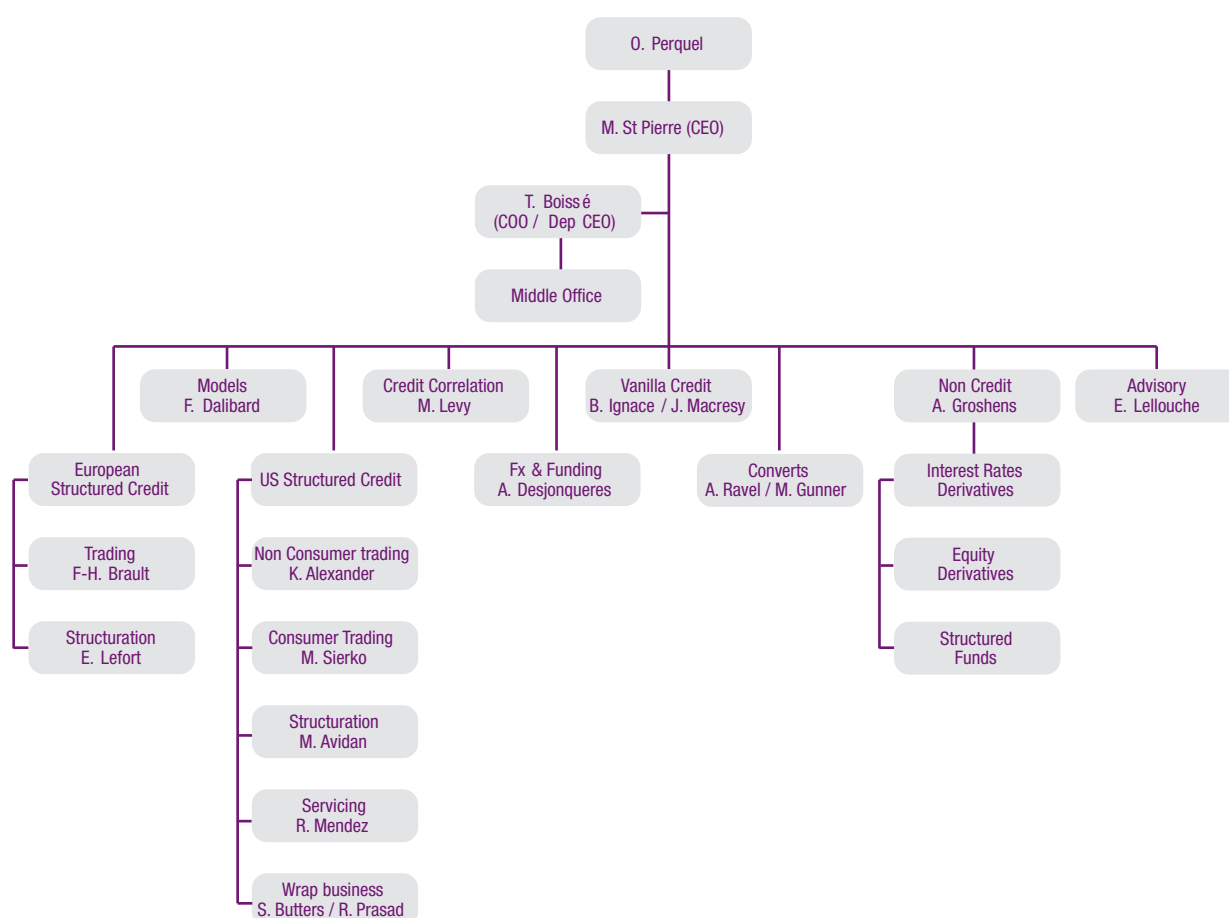 O. Perquel
M. St Pierre (CEO)
T. Boissé
(COO / Dep CEO)
Middle Office
Models
F. Dalibard
Credit Correlation
M. Levy
Vanilla Credit
B. Ignace / J. Macresy
Non Credit
A. Groshens
Advisory
E. Lellouche
European
Structured Credit
US Structured Credit
Fx & Funding
A. Desjonqueres
Converts
A. Ravel / M. Gunner
Interest Rates
Derivatives
Trading
F-H. Brault
Non Consumer trading
K. Alexander
Equity
Derivatives
Structuration
E. Lefort
Consumer Trading
M. Sierko
Structured
Funds
Structuration
M. Avidan
Servicing
R. Mendez
Wrap business
S. Butters / R. Prasad